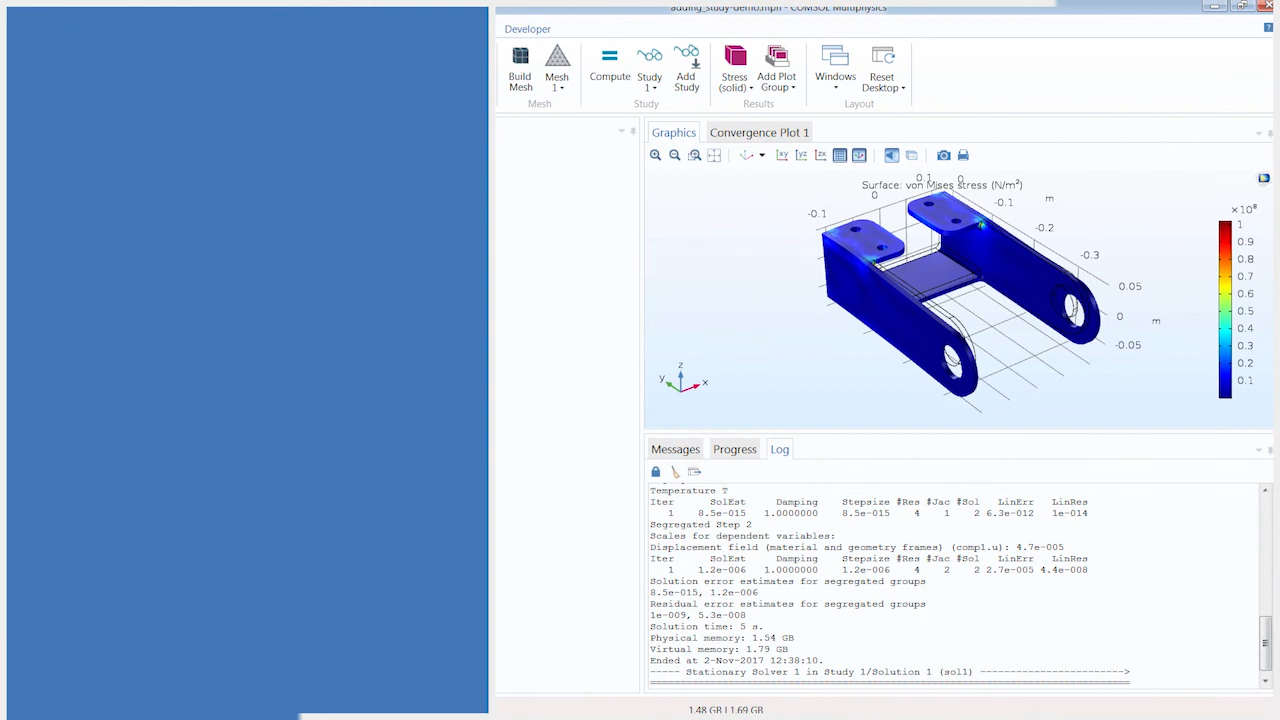 adding_study-demo.mph - COMSOL Multiphysics
Developer
Build Mesh
Mesh 1
Compute
Study 1
Add Study
Stress (solid)
Add Plot Group
Windows
Reset Desktop
Mesh
Study
Results
Layout
Graphics
Convergence Plot 1
xy yz zx
Surface: von Mises stress (N/m²)
0.1
0
0
-0.1
-0.1
m
-0.2
-0.3
0.05
0
m
-0.05
×10⁸
1
0.9
0.8
0.7
0.6
0.5
0.4
0.3
0.2
0.1
z
y
x
Messages
Progress
Log
Temperature T
Iter SolEst Damping Stepsize #Res #Jac #Sol LinErr LinRes
1 8.5e-015 1.0000000 8.5e-015 4 1 2 6.3e-012 1e-014
Segregated Step 2
Scales for dependent variables:
Displacement field (material and geometry frames) (comp1.u): 4.7e-005
Iter SolEst Damping Stepsize #Res #Jac #Sol LinErr LinRes
1 1.2e-006 1.0000000 1.2e-006 4 2 2 2.7e-005 4.4e-008
Solution error estimates for segregated groups
8.5e-015, 1.2e-006
Residual error estimates for segregated groups
1e-009, 5.3e-008
Solution time: 5 s.
Physical memory: 1.54 GB
Virtual memory: 1.79 GB
Ended at 2-Nov-2017 12:38:10.
----- Stationary Solver 1 in Study 1/Solution 1 (sol1) ------------------------>
================================================================================
1.48 GB | 1.69 GB